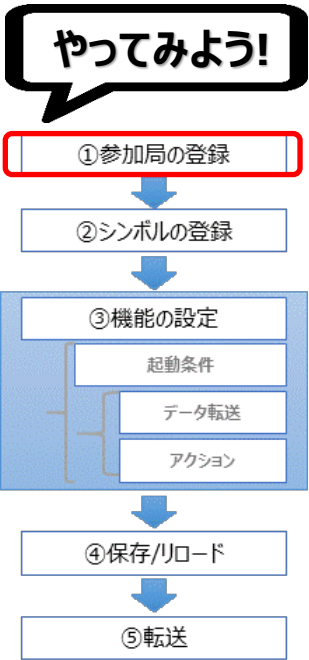 やってみよう!
①参加局の登録
②シンボルの登録
③機能の設定
起動条件
データ転送
アクション
④保存/リロード
⑤転送